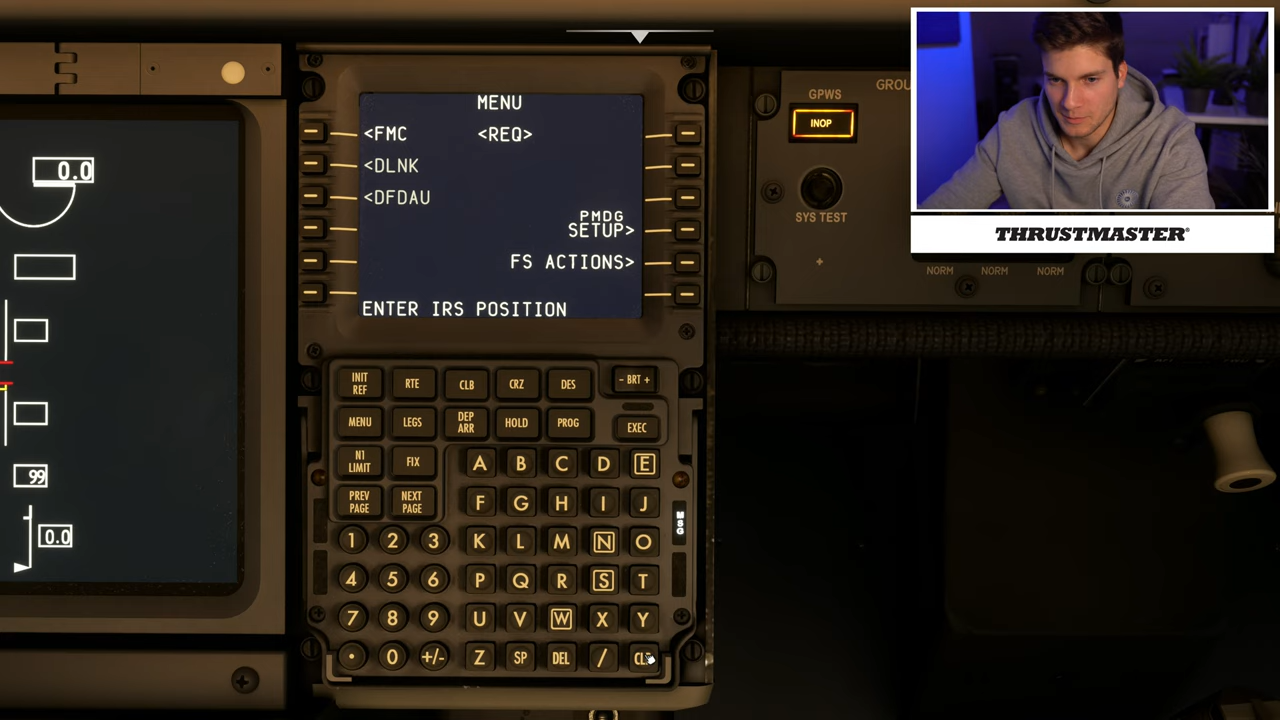 0.0
99
0.0
MENU
<FMC <REQ>
<DLNK
<DFDAU
PMDG
SETUP>
FS ACTIONS>
ENTER IRS POSITION
INIT
REF
RTE
CLB
CRZ
DES
- BRT +
MENU
LEGS
DEP
ARR
HOLD
PROG
EXEC
N1
LIMIT
FIX
PREV
PAGE
NEXT
PAGE
A B C D E
F G H I J
1 2 3 K L M N O
4 5 6 P Q R S T
7 8 9 U V W X Y
. 0 +/- Z SP DEL / CLR
MSG
GPWS
INOP
SYS TEST
NORM NORM NORM
THRUSTMASTER®